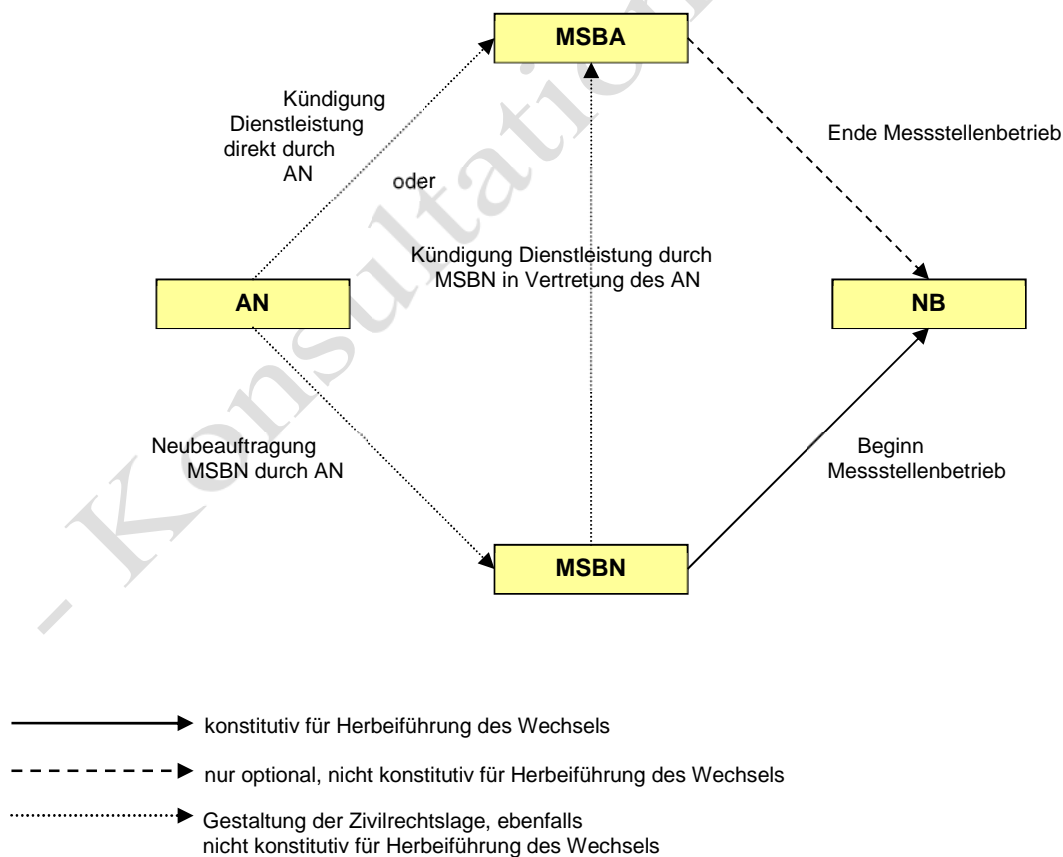 MSBA
Kündigung
Dienstleistung
direkt durch
AN
oder
Ende Messstellenbetrieb
Kündigung Dienstleistung durch
MSBN in Vertretung des AN
AN
NB
Neubeauftragung
MSBN durch AN
Beginn
Messstellenbetrieb
MSBN
- Konsultation
konstitutiv für Herbeiführung des Wechsels
nur optional, nicht konstitutiv für Herbeiführung des Wechsels
Gestaltung der Zivilrechtslage, ebenfalls
nicht konstitutiv für Herbeiführung des Wechsels